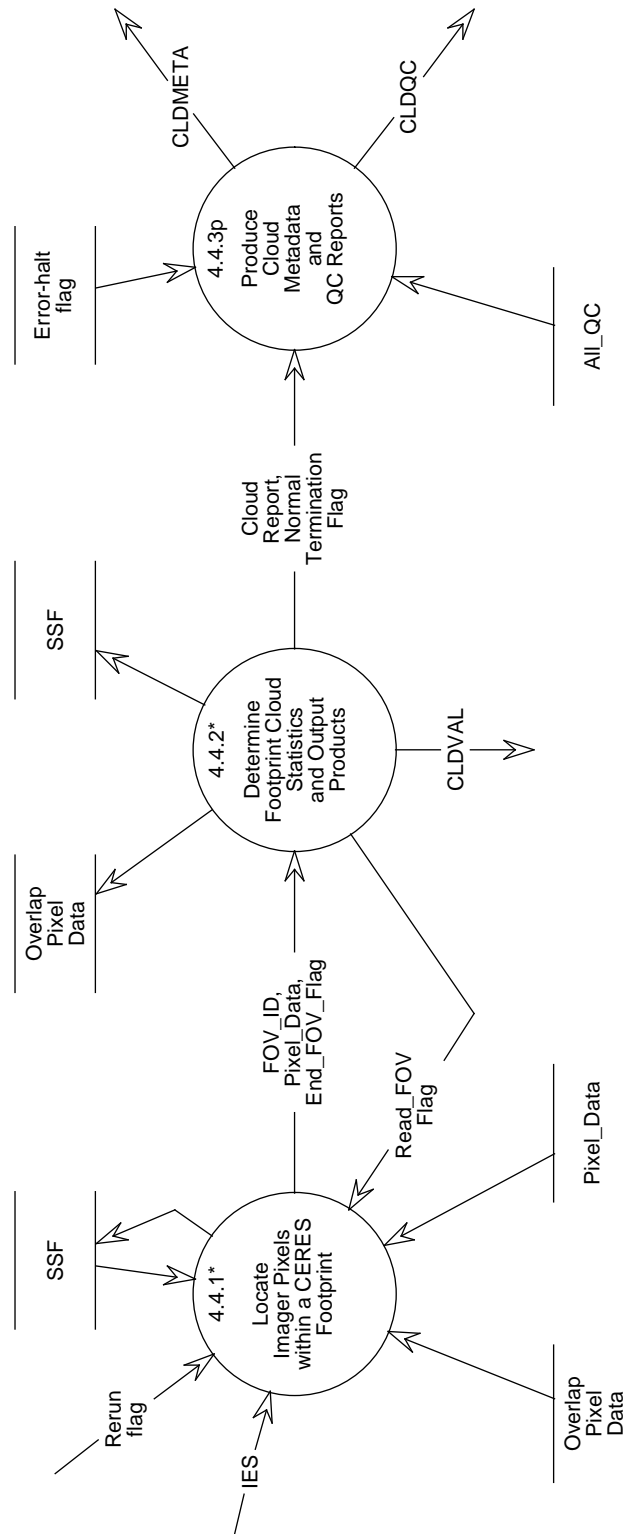 Rerun
flag
IES
SSF
4.4.1*
Locate
Imager Pixels
within a CERES
Footprint
Overlap
Pixel
Data
Pixel_Data
Read_FOV
Flag
FOV_ID,
Pixel_Data,
End_FOV_Flag
Overlap
Pixel
Data
SSF
4.4.2*
Determine
Footprint Cloud
Statistics
and Output
Products
CLDVAL
Cloud
Report,
Normal
Termination
Flag
Error-halt
flag
4.4.3p
Produce
Cloud
Metadata
and
QC Reports
All_QC
CLDMETA
CLDQC